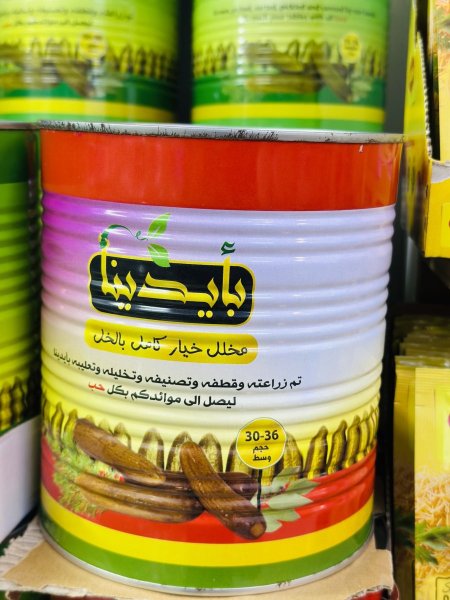 بأيدينا
مخلل خيار كامل بالخل
تم زراعته وقطفه وتصنيفه وتخليله وتعليبه بأيدينا
ليصل الى موائدكم بكل حب
30-36
حجم
وسط